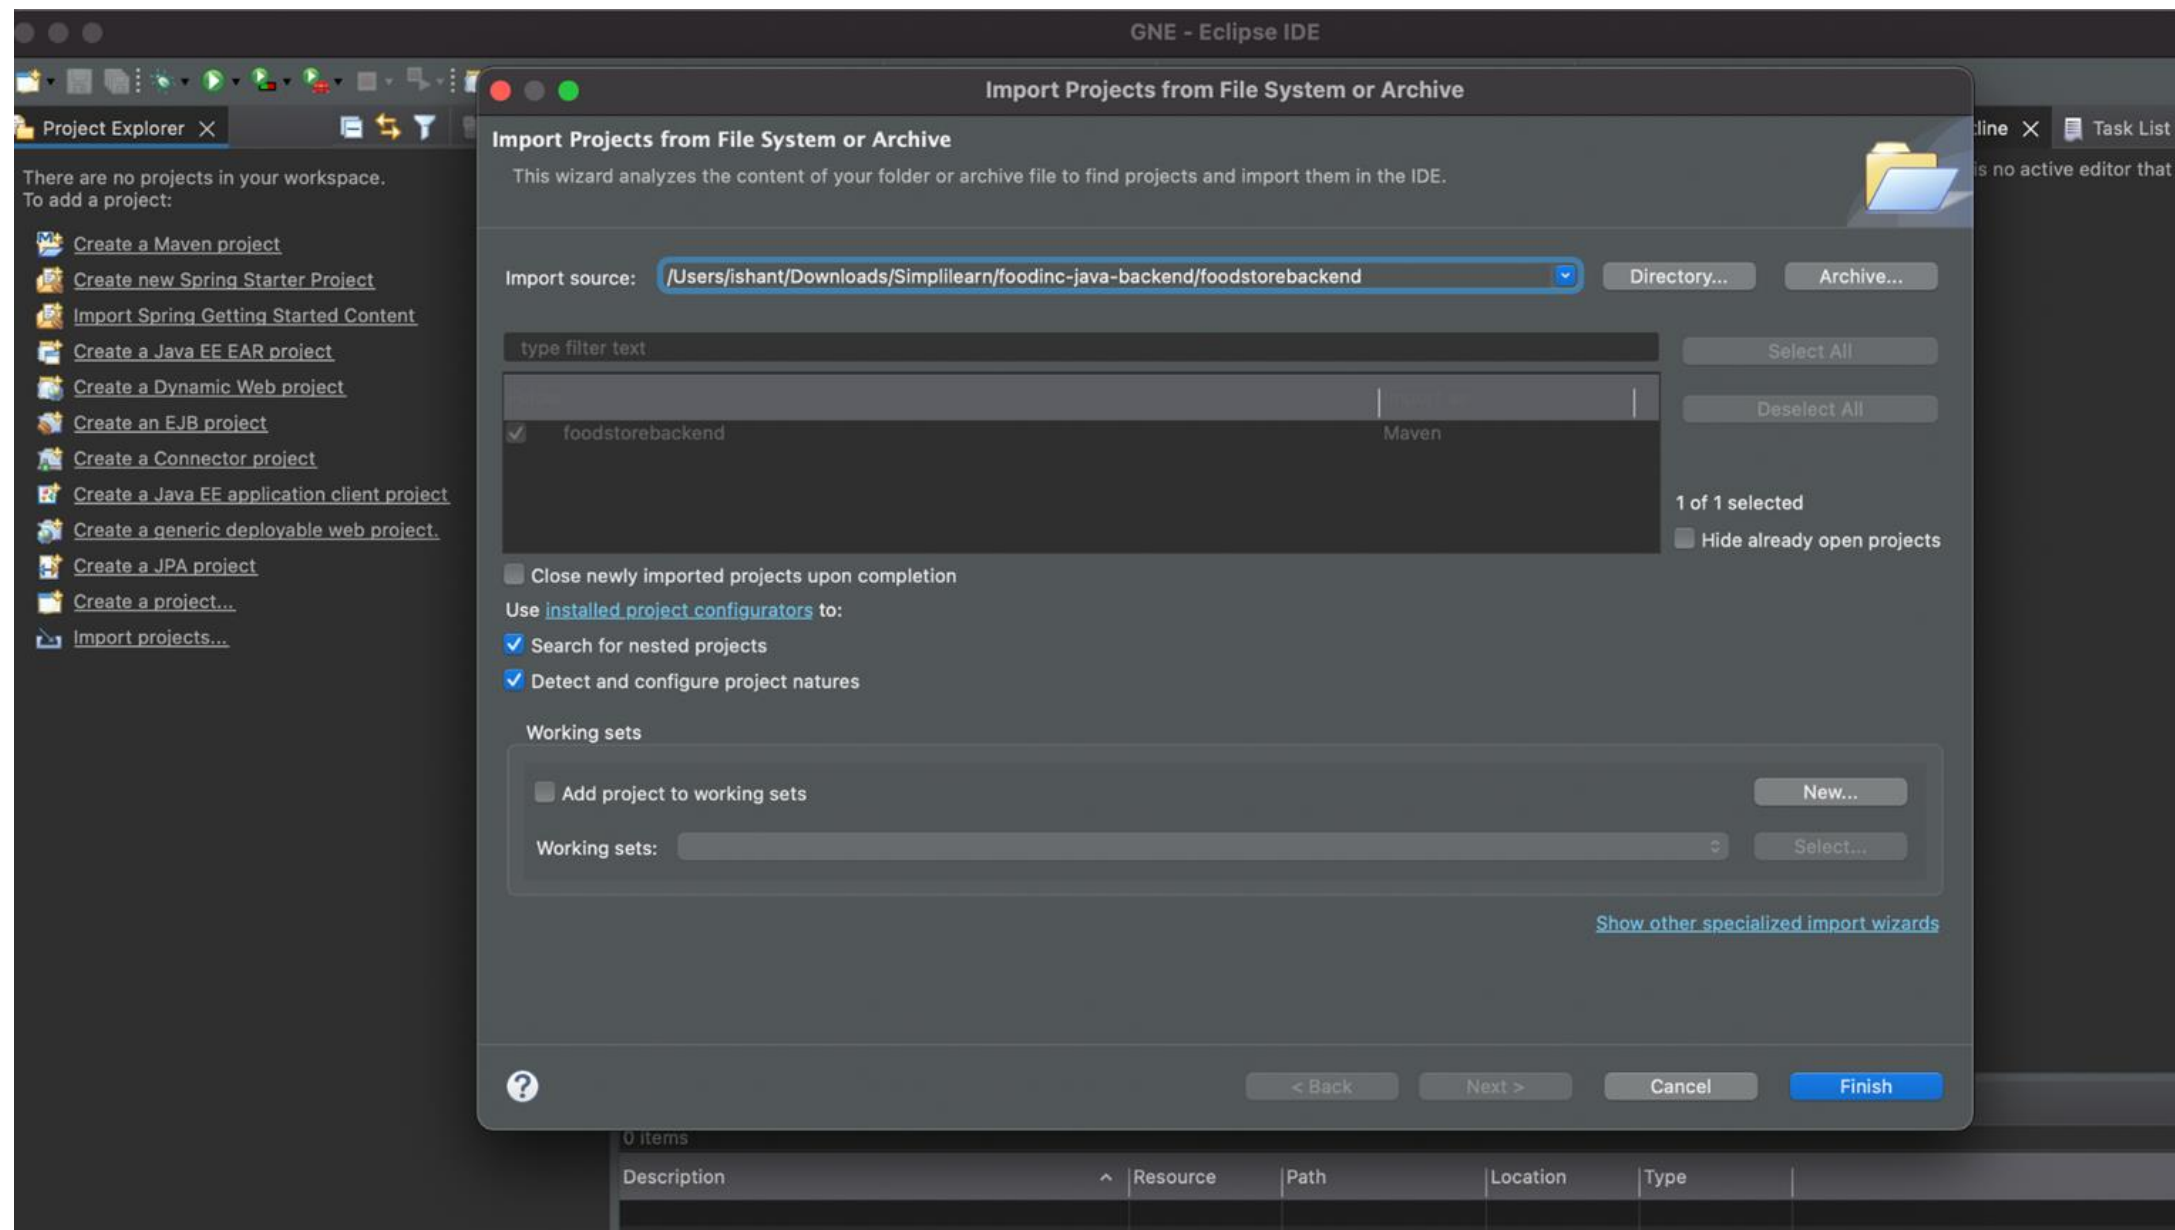 GNE - Eclipse IDE
Import Projects from File System or Archive
Project Explorer
There are no projects in your workspace.
To add a project:
Create a Maven project
Create new Spring Starter Project
Import Spring Getting Started Content
Create a Java EE EAR project
Create a Dynamic Web project
Create an EJB project
Create a Connector project
Create a Java EE application client project
Create a generic deployable web project.
Create a JPA project
Create a project...
Import projects...
Import Projects from File System or Archive
This wizard analyzes the content of your folder or archive file to find projects and import them in the IDE.
Import source: /Users/ishant/Downloads/Simplilearn/foodinc-java-backend/foodstorebackend Directory... Archive...
type filter text
Select All
Deselect All
foodstorebackend Maven
1 of 1 selected
Hide already open projects
Close newly imported projects upon completion
Use installed project configurators to:
Search for nested projects
Detect and configure project natures
Working sets
Add project to working sets New...
Working sets: Select...
Show other specialized import wizards
? < Back Next > Cancel Finish
line Task List
is no active editor that
0 items
Description Resource Path Location Type